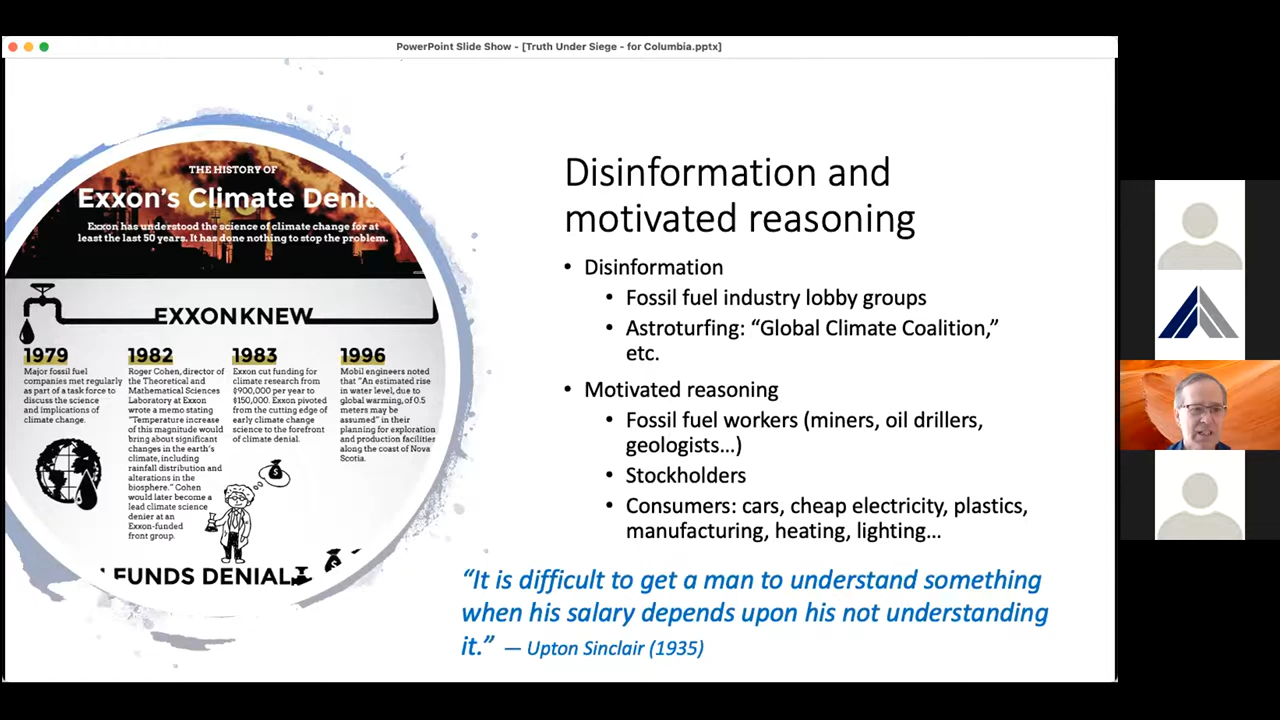 PowerPoint Slide Show - [Truth Under Siege - for Columbia.pptx]
THE HISTORY OF
Exxon's Climate Denia
Exxon has understood the science of climate change for at
least the last 50 years. It has done nothing to stop the problem.
EXXONKNEW
1979
Major fossil fuel
companies met regularly
as part of a task force to
discuss the science
and implications of
climate change.
1982
Roger Cohen, director of
the Theoretical and
Mathematical Sciences
Laboratory at Exxon
wrote a memo stating
"Temperature increase
of this magnitude would
bring about significant
changes in the earth's
climate, including
rainfall distribution and
alterations in the
biosphere." Cohen
would later become a
lead climate science
denier at an
Exxon-funded
front group.
1983
Exxon cut funding for
climate research from
$900,000 per year to
$150,000. Exxon pivoted
from the cutting edge of
early climate change
science to the forefront
of climate denial.
1996
Mobil engineers noted
that "An estimated rise
in water level, due to
global warming, of 0.5
meters may be
assumed" in their
planning for exploration
and production facilities
along the coast of Nova
Scotia.
FUNDS DENIAL
Disinformation and
motivated reasoning
• Disinformation
• Fossil fuel industry lobby groups
• Astroturfing: “Global Climate Coalition,”
etc.
• Motivated reasoning
• Fossil fuel workers (miners, oil drillers,
geologists…)
• Stockholders
• Consumers: cars, cheap electricity, plastics,
manufacturing, heating, lighting…
“It is difficult to get a man to understand something
when his salary depends upon his not understanding
it.” — Upton Sinclair (1935)